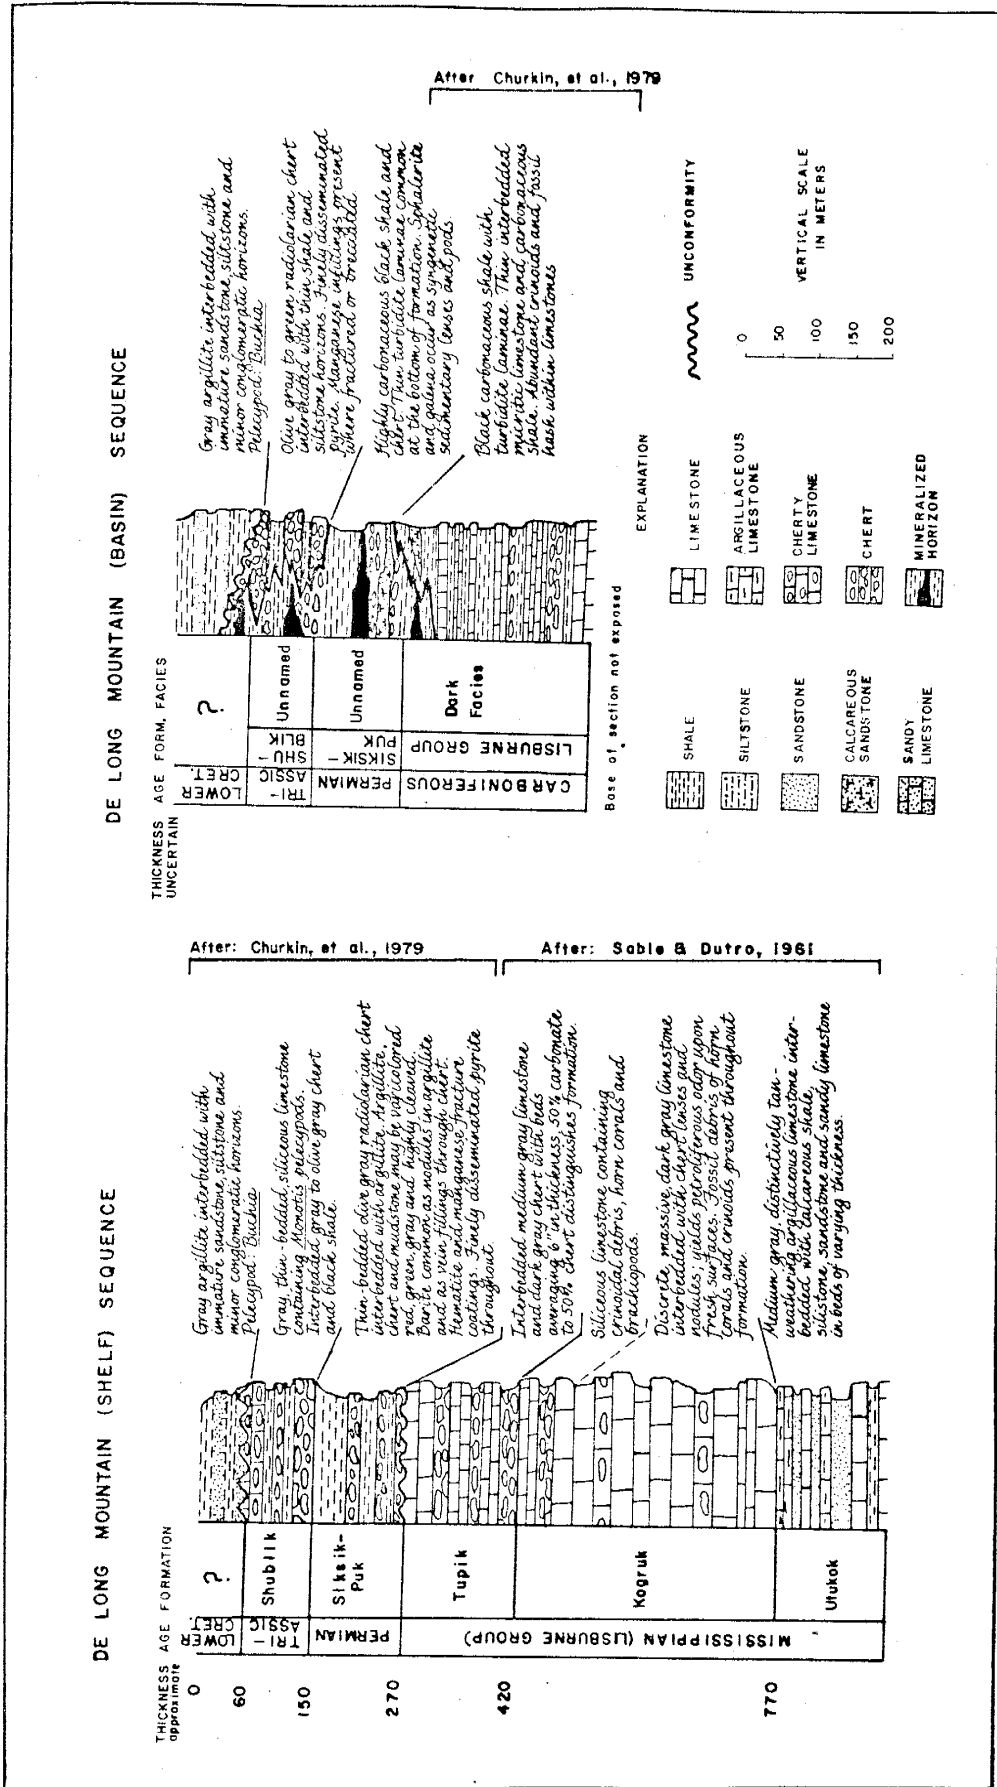 DE LONG MOUNTAIN (SHELF) SEQUENCE
THICKNESS AGE FORMATION
approximate
0
60
150
270
420
770
LOWER
CRET.
TRI-
ASSIC
PERMIAN
MISSISSIPPIAN (LISBURNE GROUP)
?
Shublik
Siksik-
Puk
Tupik
Kogruk
Utukok
Gray argillite interbedded with
immature sandstone, siltstone and
minor conglomeratic horizons.
Pelecypod: Buchia
Gray, thin-bedded, siliceous limestone
containing Monotis pelecypods.
Interbedded gray to olive gray chert
and black shale.
Thin-bedded olive gray radiolarian chert
interbedded with argillite. Argillite,
chert and mudstone may be varicolored
red, green, gray and highly cleaved.
Barite common as nodules in argillite
and as vein fillings through chert.
Hematite and manganese fracture
coatings. Finely disseminated pyrite
throughout.
Interbedded medium gray limestone
and dark gray chert with beds
averaging 6" in thickness, 50% carbonate
to 50% chert distinguishes formation.
Siliceous limestone containing
crinoidal debris, horn corals and
brachiopods.
Discrete, massive, dark gray limestone
interbedded with chert lenses and
nodules; yields petroliferous odor upon
fresh surfaces. Fossil debris of horn
corals and crinoids present throughout
formation.
Medium gray, distinctively tan-
weathering argillaceous limestone inter-
bedded with calcareous shale,
siltstone, sandstone and sandy limestone
in beds of varying thickness.
After: Churkin, et al., 1979
After: Sable & Dutro, 1961
DE LONG MOUNTAIN (BASIN) SEQUENCE
THICKNESS AGE FORM. FACIES
UNCERTAIN
LOWER
CRET.
TRI-
ASSIC
PERMIAN
CARBONIFEROUS
SHU-
BLIK
SIKSIK-
PUK
LISBURNE GROUP
?
Unnamed
Unnamed
Dark
Facies
Base of section not exposed
Gray argillite interbedded with
immature sandstone, siltstone and
minor conglomeratic horizons.
Pelecypod: Buchia
Olive gray to green radiolarian chert
interbedded with thin shale and
siltstone horizons. Finely disseminated
pyrite. Manganese infillings present
where fractured or brecciated
Highly carbonaceous black shale and
chert. Thin turbidite laminae common
at the bottom of formation. Sphalerite
and galena occur as syngenetic
sedimentary lenses and pods.
Black carbonaceous shale with
turbidite laminae. Thin interbedded
micritic limestone and carbonaceous
shale. Abundant crinoids and fossil
hash within limestones
After Churkin, et al., 1979
EXPLANATION
SHALE
SILTSTONE
SANDSTONE
CALCAREOUS
SANDSTONE
SANDY
LIMESTONE
LIMESTONE
ARGILLACEOUS
LIMESTONE
CHERTY
LIMESTONE
CHERT
MINERALIZED
HORIZON
UNCONFORMITY
0
50
100
150
200
VERTICAL SCALE
IN METERS